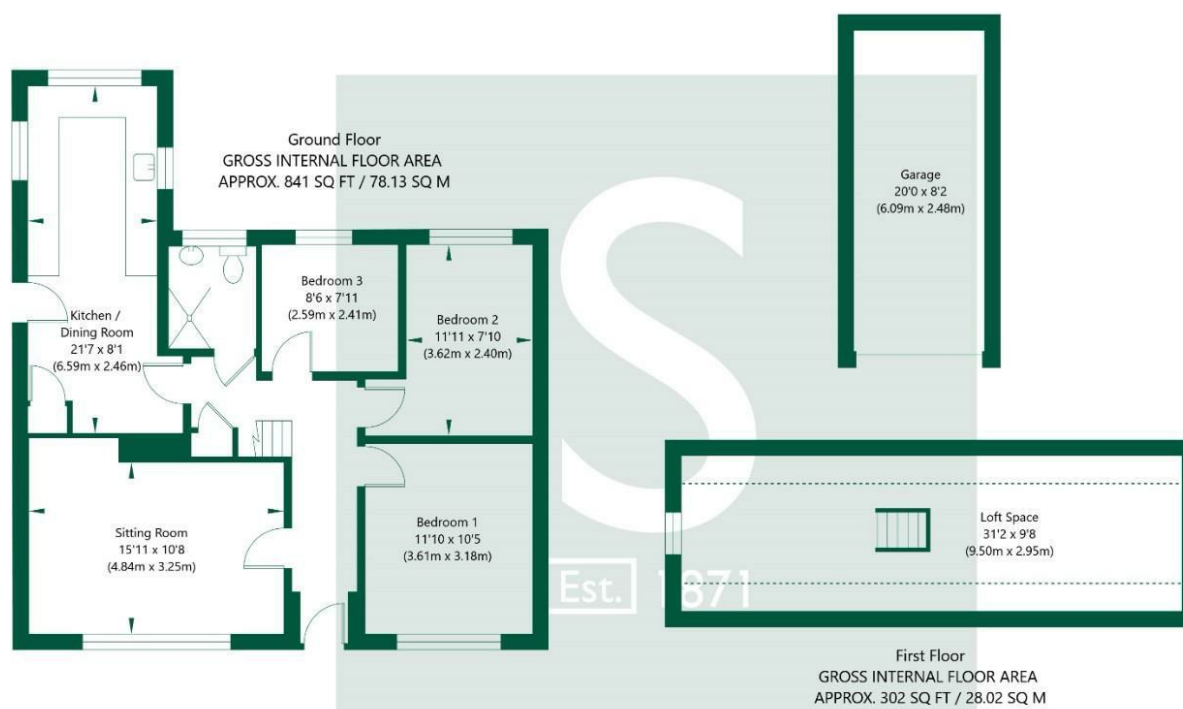 Ground Floor
GROSS INTERNAL FLOOR AREA
APPROX. 841 SQ FT / 78.13 SQ M
Kitchen /
Dining Room
21'7 x 8'1
(6.59m x 2.46m)
Bedroom 3
8'6 x 7'11
(2.59m x 2.41m)
Bedroom 2
11'11 x 7'10
(3.62m x 2.40m)
Sitting Room
15'11 x 10'8
(4.84m x 3.25m)
Bedroom 1
11'10 x 10'5
(3.61m x 3.18m)
S
Est. 1871
Garage
20'0 x 8'2
(6.09m x 2.48m)
Loft Space
31'2 x 9'8
(9.50m x 2.95m)
First Floor
GROSS INTERNAL FLOOR AREA
APPROX. 302 SQ FT / 28.02 SQ M